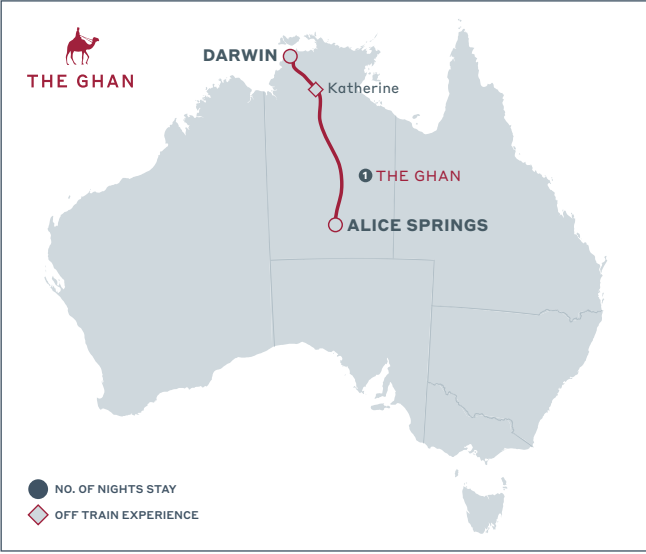 THE GHAN
DARWIN
Katherine
1 THE GHAN
ALICE SPRINGS
NO. OF NIGHTS STAY
OFF TRAIN EXPERIENCE